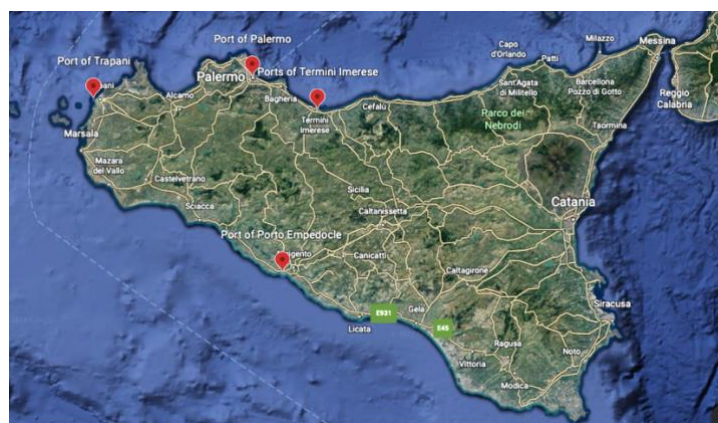 Port of Palermo
Port of Trapani
Palermo
Ports of Termini Imerese
Capo
d'Orlando
Patti
Milazzo
Messina
pani
Alcamo
Bagheria
Cefalù
Sant'Agata
di Militello
Barcellona
Pozzo di Gotto
Reggio
Calabria
Termini
Imerese
Parco dei
Nebrodi
Taormina
Marsala
Mazara
del Vallo
Castelvetrano
Sicilia
Sciacca
Caltanissetta
Catania
Port of Porto Empedocle
rigento
Canicattì
Caltagirone
Siracusa
E931
Gela
E45
Licata
Ragusa
Noto
Vittoria
Modica